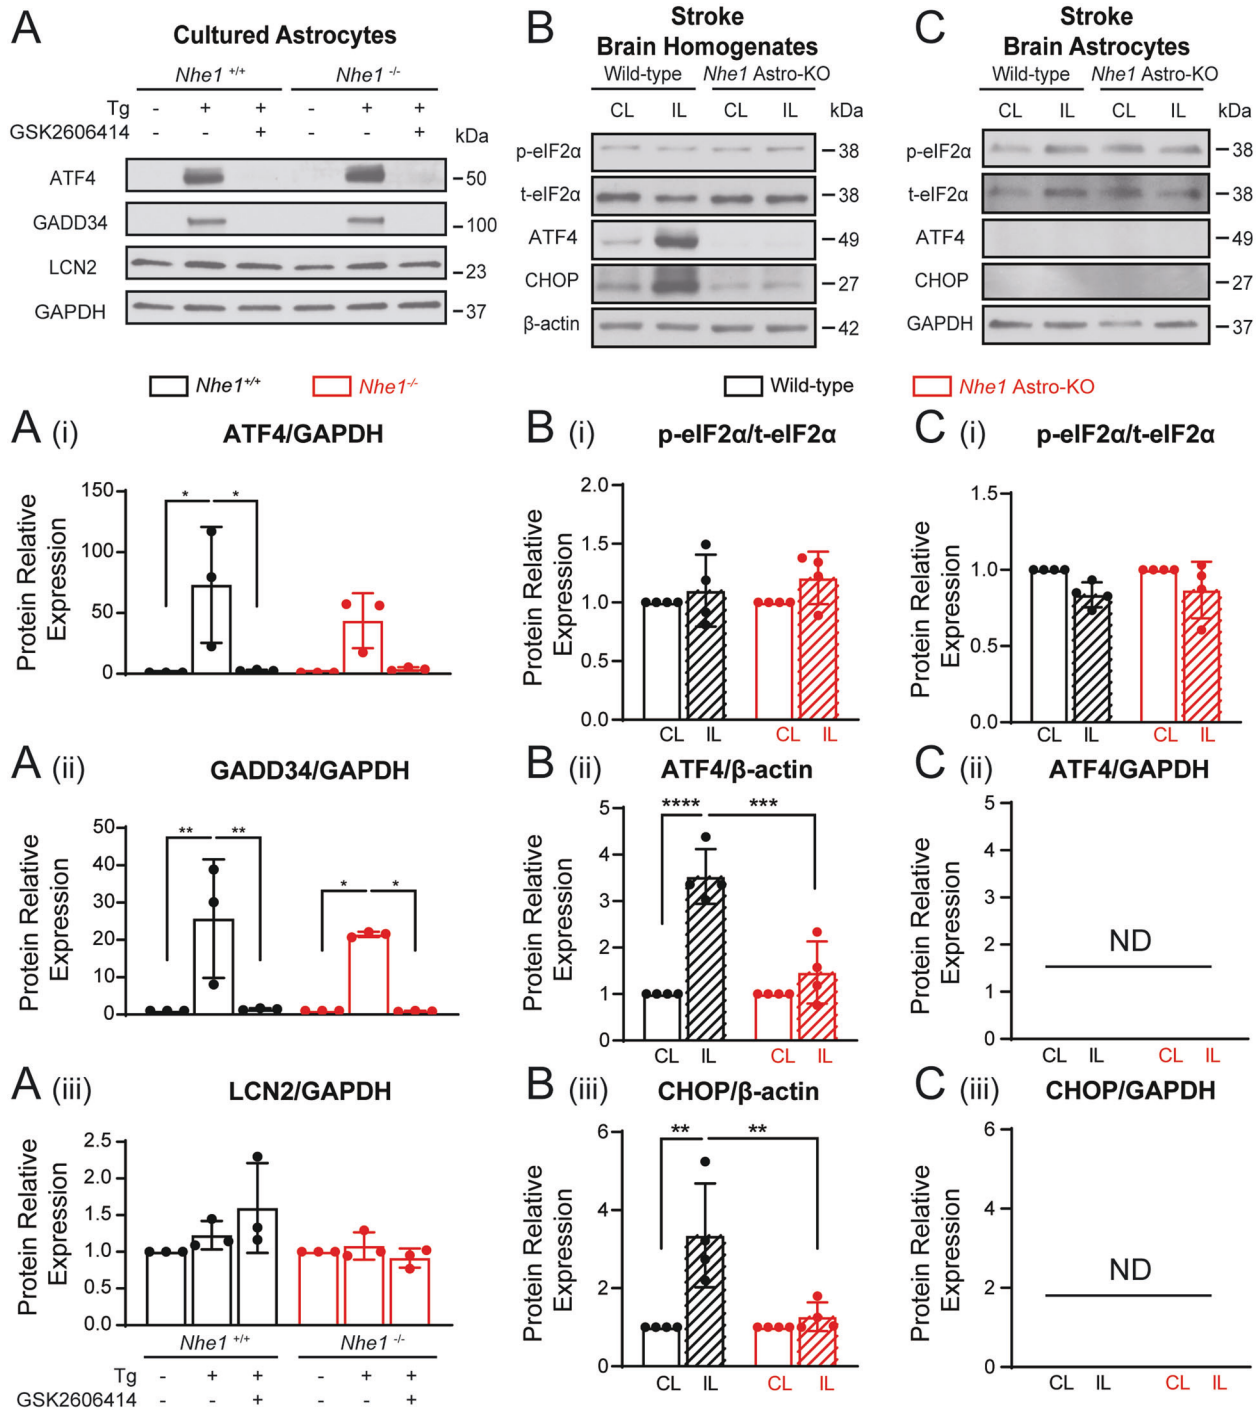 A
Cultured Astrocytes
Nhe1 +/+ Nhe1 -/-
Tg - + + - + +
GSK2606414 - - + - - +
kDa
ATF4 50
GADD34 100
LCN2 23
GAPDH 37
B
Stroke
Brain Homogenates
Wild-type Nhe1 Astro-KO
CL IL CL IL kDa
p-eIF2α 38
t-eIF2α 38
ATF4 49
CHOP 27
β-actin 42
C
Stroke
Brain Astrocytes
Wild-type Nhe1 Astro-KO
CL IL CL IL kDa
p-eIF2α 38
t-eIF2α 38
ATF4 49
CHOP 27
GAPDH 37
Nhe1+/+ Nhe1-/-
Wild-type Nhe1 Astro-KO
A (i) ATF4/GAPDH
Protein Relative
Expression
150
100
50
0
* *
B (i) p-eIF2α/t-eIF2α
Protein Relative
Expression
2.0
1.5
1.0
0.5
0.0
CL IL CL IL
C (i) p-eIF2α/t-eIF2α
Protein Relative
Expression
1.5
1.0
0.5
0.0
CL IL CL IL
A (ii) GADD34/GAPDH
Protein Relative
Expression
50
40
30
20
10
0
** ** * *
B (ii) ATF4/β-actin
Protein Relative
Expression
5
4
3
2
1
0
**** ***
CL IL CL IL
C (ii) ATF4/GAPDH
Protein Relative
Expression
5
4
3
2
1
0
ND
CL IL CL IL
A (iii) LCN2/GAPDH
Protein Relative
Expression
2.5
2.0
1.5
1.0
0.5
0.0
Nhe1 +/+ Nhe1 -/-
Tg - + + - + +
GSK2606414 - - + - - +
B (iii) CHOP/β-actin
Protein Relative
Expression
6
4
2
0
** **
CL IL CL IL
C (iii) CHOP/GAPDH
Protein Relative
Expression
6
4
2
0
ND
CL IL CL IL